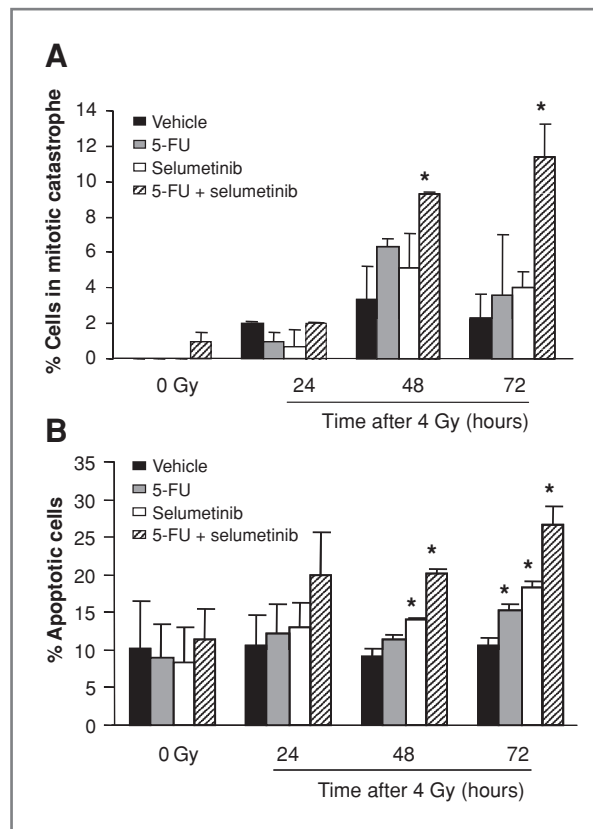 A
% Cells in mitotic catastrophe
14
12
10
8
6
4
2
0
Vehicle
5-FU
Selumetinib
5-FU + selumetinib
*
*
0 Gy
24
48
72
Time after 4 Gy (hours)
B
% Apoptotic cells
35
30
25
20
15
10
5
0
Vehicle
5-FU
Selumetinib
5-FU + selumetinib
*
*
*
*
*
0 Gy
24
48
72
Time after 4 Gy (hours)